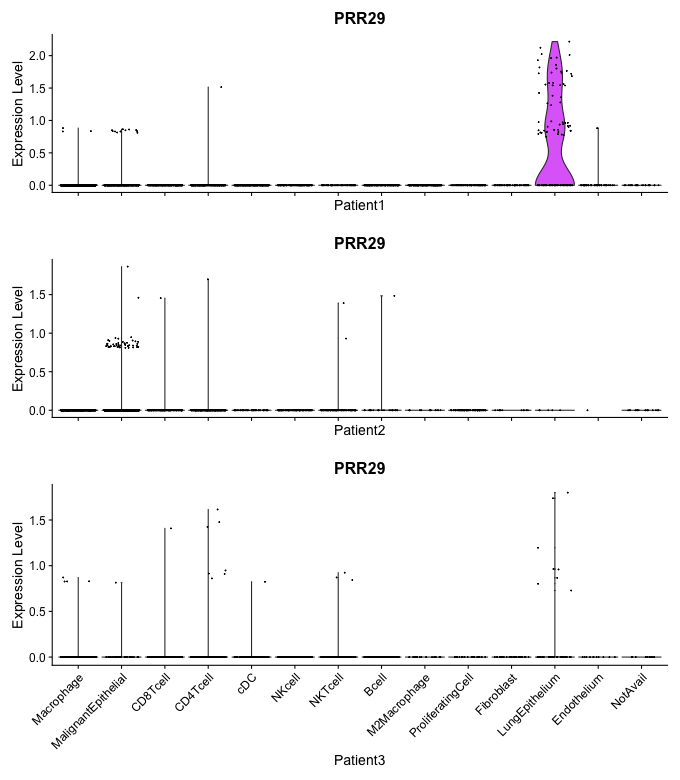 PRR29
Expression Level
2.0
1.5
1.0
0.5
0.0
Patient1
PRR29
Expression Level
1.5
1.0
0.5
0.0
Patient2
PRR29
Expression Level
1.5
1.0
0.5
0.0
Macrophage
MalignantEpithelial
CD8Tcell
CD4Tcell
cDC
NKcell
NKTcell
Bcell
M2Macrophage
ProliferatingCell
Fibroblast
LungEpithelium
Endothelium
NotAvail
Patient3